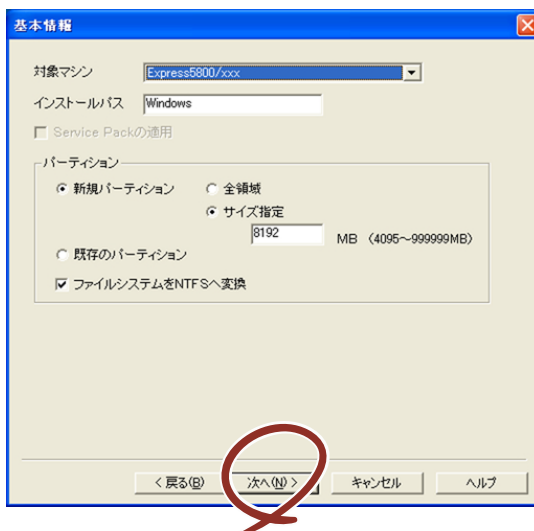 基本情報
対象マシン Express5800/xxx
インストールパス Windows
Service Packの適用
パーティション
新規パーティション 全領域
サイズ指定
8192 MB (4095～999999MB)
既存のパーティション
ファイルシステムをNTFSへ変換
< 戻る(B) 次へ(N) > キャンセル ヘルプ